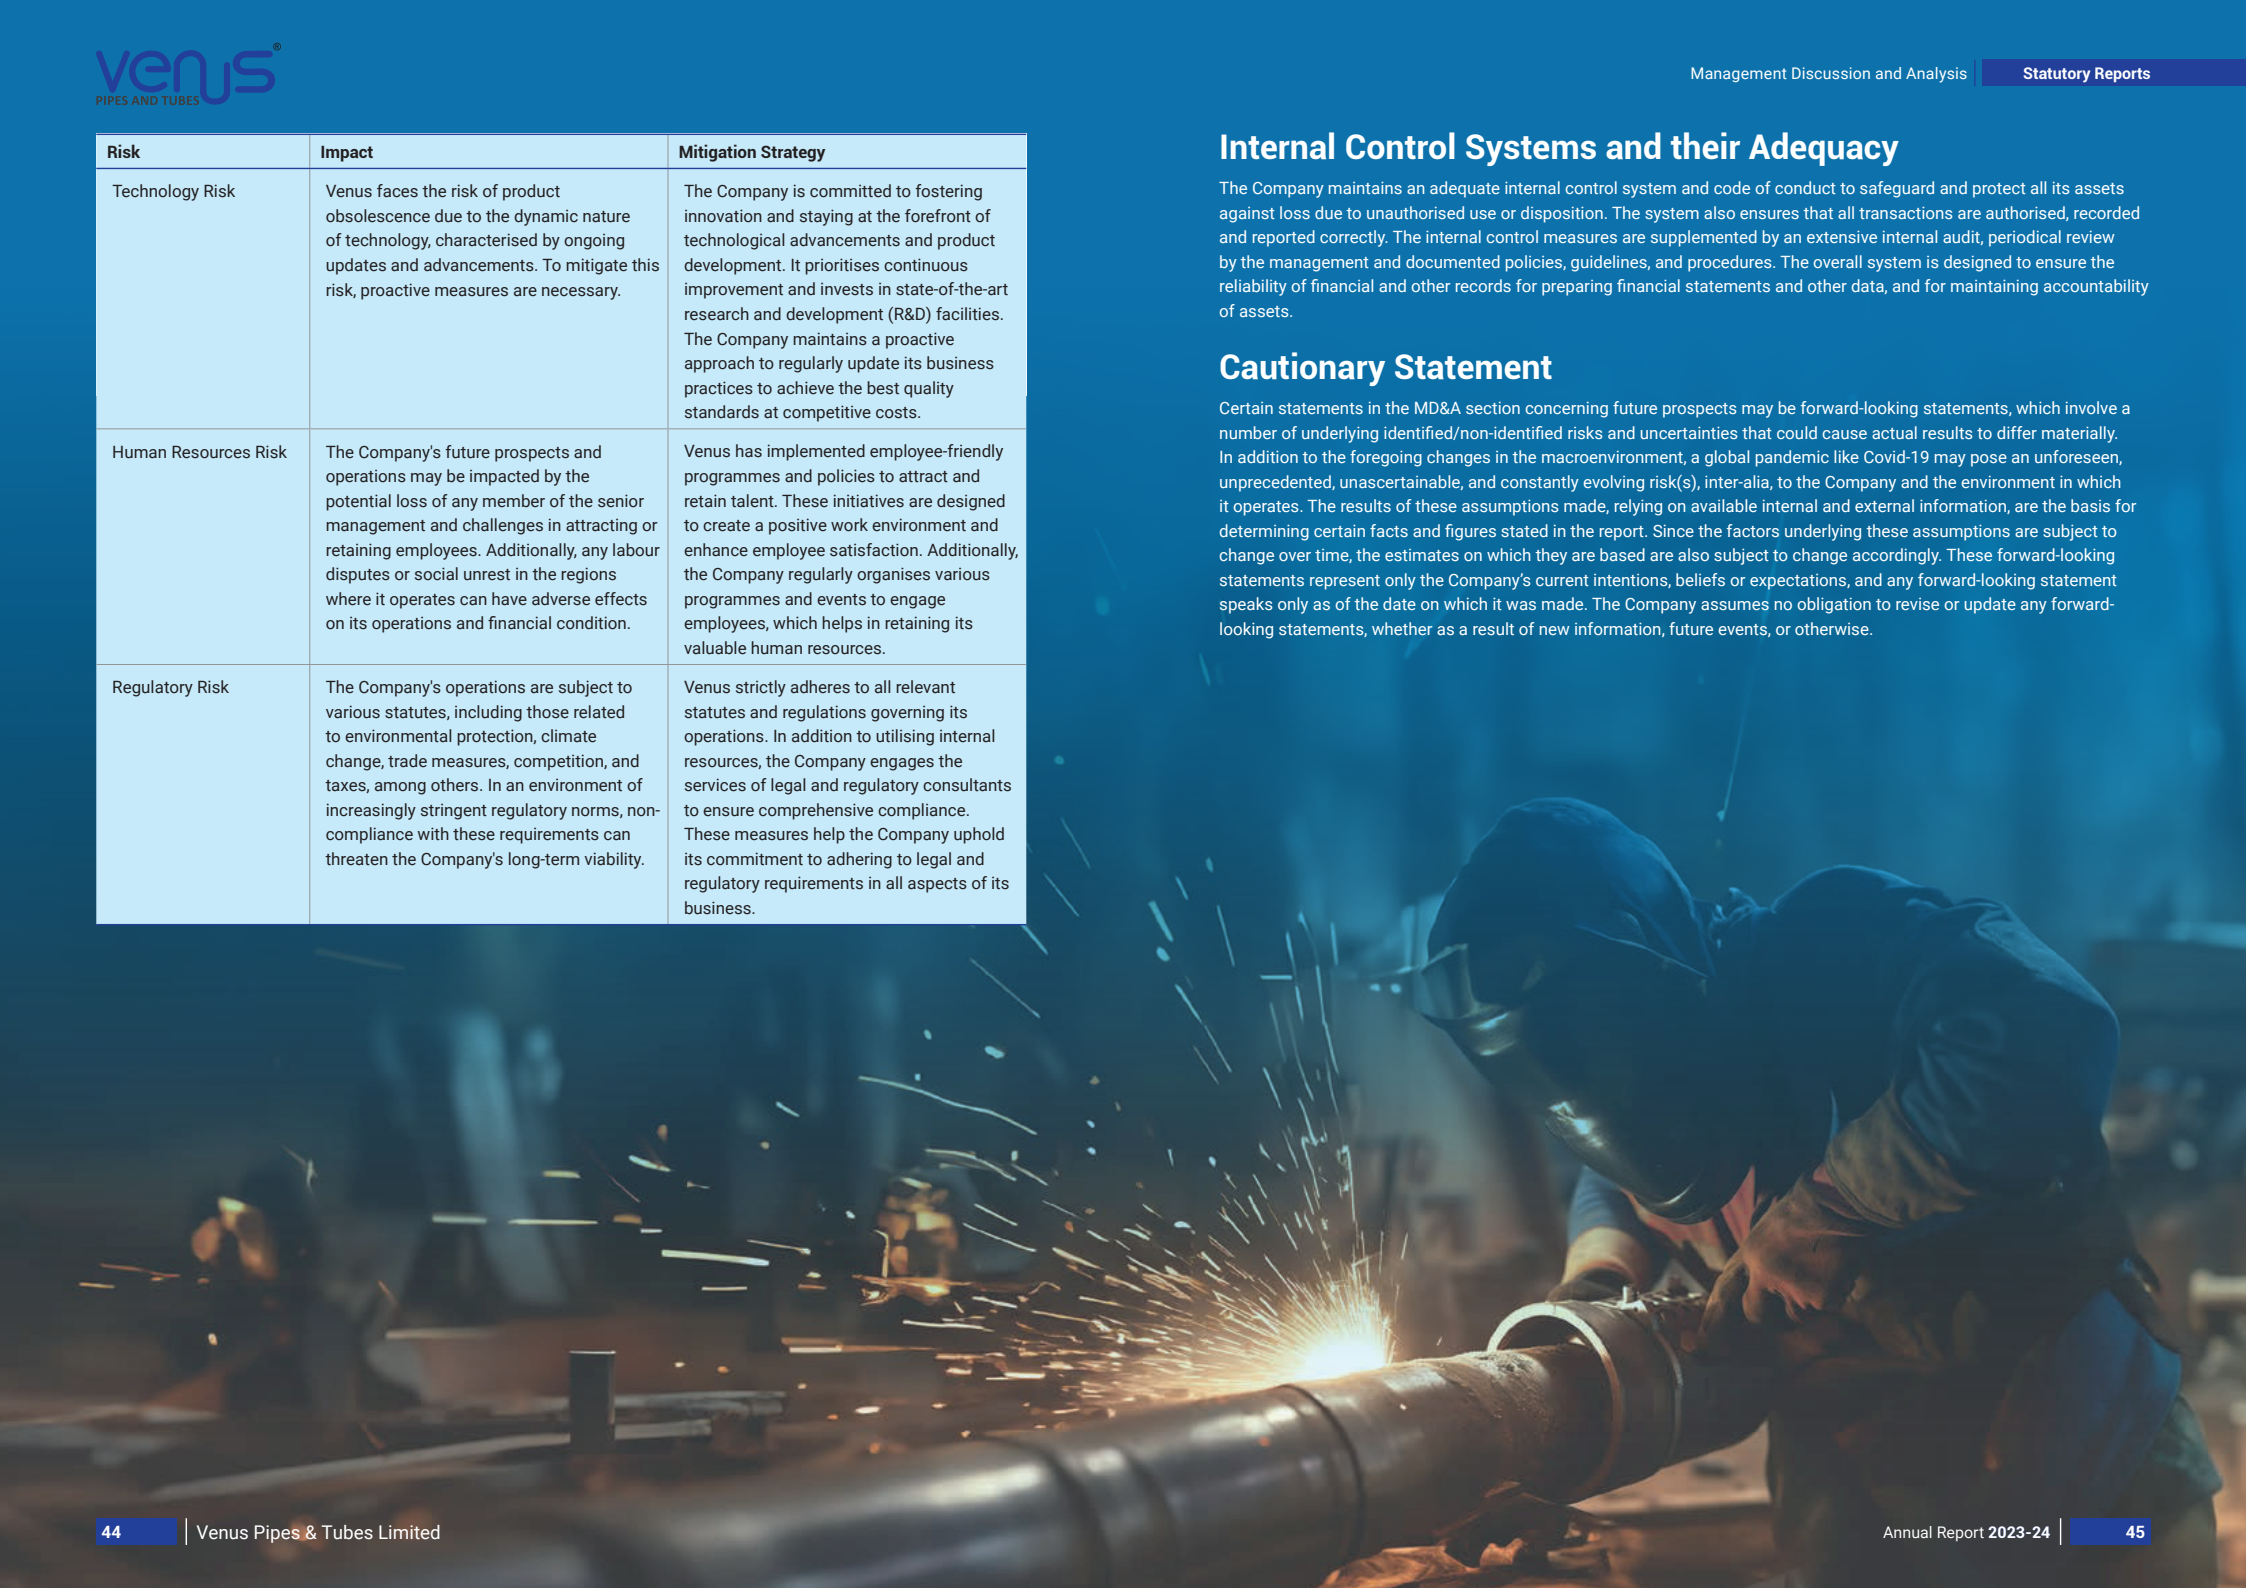 venus®
PIPES AND TUBES
Management Discussion and Analysis
Statutory Reports
Risk
Impact
Mitigation Strategy
Technology Risk
Venus faces the risk of product
obsolescence due to the dynamic nature
of technology, characterised by ongoing
updates and advancements. To mitigate this
risk, proactive measures are necessary.
The Company is committed to fostering
innovation and staying at the forefront of
technological advancements and product
development. It prioritises continuous
improvement and invests in state-of-the-art
research and development (R&D) facilities.
The Company maintains a proactive
approach to regularly update its business
practices to achieve the best quality
standards at competitive costs.
Human Resources Risk
The Company's future prospects and
operations may be impacted by the
potential loss of any member of the senior
management and challenges in attracting or
retaining employees. Additionally, any labour
disputes or social unrest in the regions
where it operates can have adverse effects
on its operations and financial condition.
Venus has implemented employee-friendly
programmes and policies to attract and
retain talent. These initiatives are designed
to create a positive work environment and
enhance employee satisfaction. Additionally,
the Company regularly organises various
programmes and events to engage
employees, which helps in retaining its
valuable human resources.
Regulatory Risk
The Company's operations are subject to
various statutes, including those related
to environmental protection, climate
change, trade measures, competition, and
taxes, among others. In an environment of
increasingly stringent regulatory norms, non-
compliance with these requirements can
threaten the Company's long-term viability.
Venus strictly adheres to all relevant
statutes and regulations governing its
operations. In addition to utilising internal
resources, the Company engages the
services of legal and regulatory consultants
to ensure comprehensive compliance.
These measures help the Company uphold
its commitment to adhering to legal and
regulatory requirements in all aspects of its
business.
Internal Control Systems and their Adequacy
The Company maintains an adequate internal control system and code of conduct to safeguard and protect all its assets
against loss due to unauthorised use or disposition. The system also ensures that all transactions are authorised, recorded
and reported correctly. The internal control measures are supplemented by an extensive internal audit, periodical review
by the management and documented policies, guidelines, and procedures. The overall system is designed to ensure the
reliability of financial and other records for preparing financial statements and other data, and for maintaining accountability
of assets.
Cautionary Statement
Certain statements in the MD&A section concerning future prospects may be forward-looking statements, which involve a
number of underlying identified/non-identified risks and uncertainties that could cause actual results to differ materially.
In addition to the foregoing changes in the macroenvironment, a global pandemic like Covid-19 may pose an unforeseen,
unprecedented, unascertainable, and constantly evolving risk(s), inter-alia, to the Company and the environment in which
it operates. The results of these assumptions made, relying on available internal and external information, are the basis for
determining certain facts and figures stated in the report. Since the factors underlying these assumptions are subject to
change over time, the estimates on which they are based are also subject to change accordingly. These forward-looking
statements represent only the Company's current intentions, beliefs or expectations, and any forward-looking statement
speaks only as of the date on which it was made. The Company assumes no obligation to revise or update any forward-
looking statements, whether as a result of new information, future events, or otherwise.
44
Venus Pipes & Tubes Limited
Annual Report 2023-24
45